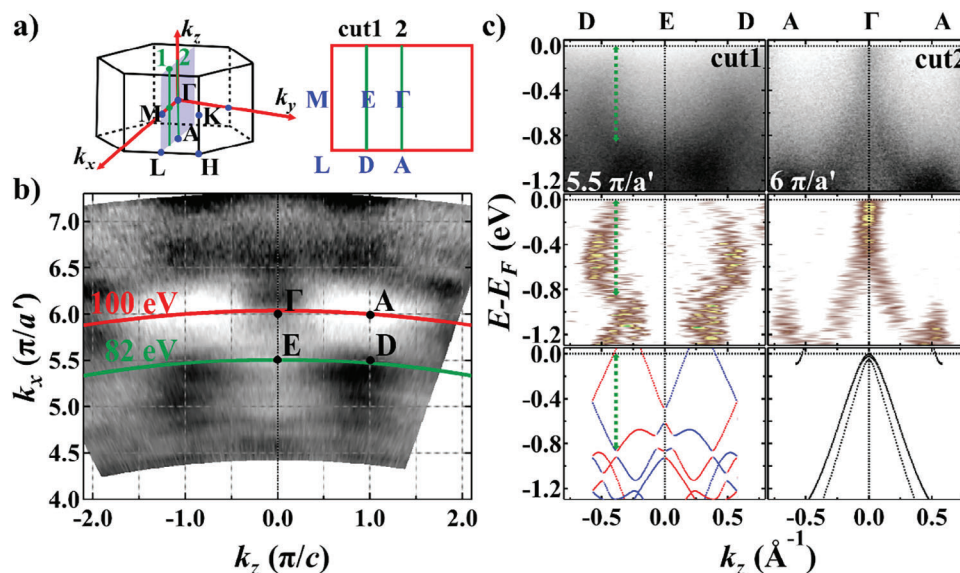 a)
k_z
cut1 2
1 2
Γ
M
K
k_y
A
k_x
L
H
M E Γ
L D A
b)
7.0
6.5
6.0
5.5
5.0
4.5
4.0
k_x (π/a')
100 eV
82 eV
Γ
A
E
D
-2.0 -1.0 0.0 1.0 2.0
k_z (π/c)
c)
D E D A Γ A
0.0
-0.4
-0.8
-1.2
cut1
cut2
5.5 π/a'
6 π/a'
0.0
-0.4
-0.8
-1.2
E-E_F (eV)
0.0
-0.4
-0.8
-1.2
-0.5 0.0 0.5 -0.5 0.0 0.5
k_z (Å^-1)